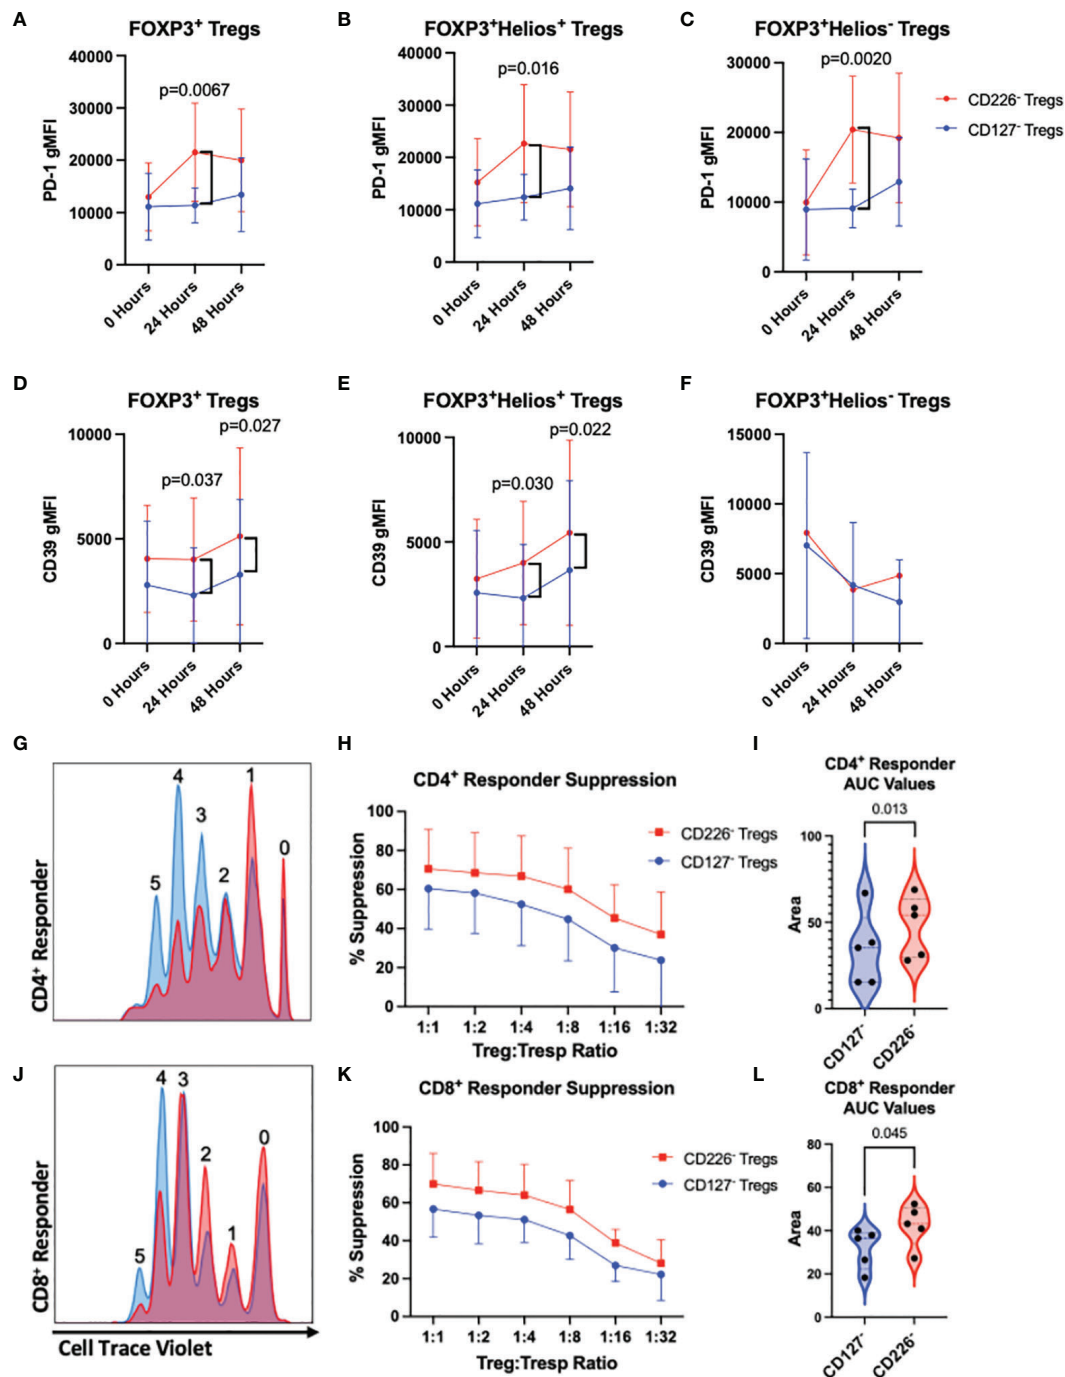 A
FOXP3⁺ Tregs
PD-1 gMFI
40000
30000
20000
10000
0
p=0.0067
0 Hours
24 Hours
48 Hours
B
FOXP3⁺Helios⁺ Tregs
PD-1 gMFI
40000
30000
20000
10000
0
p=0.016
0 Hours
24 Hours
48 Hours
C
FOXP3⁺Helios⁻ Tregs
PD-1 gMFI
30000
20000
10000
0
p=0.0020
0 Hours
24 Hours
48 Hours
CD226⁻ Tregs
CD127⁻ Tregs
D
FOXP3⁺ Tregs
CD39 gMFI
10000
5000
0
p=0.037
p=0.027
0 Hours
24 Hours
48 Hours
E
FOXP3⁺Helios⁺ Tregs
CD39 gMFI
10000
5000
0
p=0.030
p=0.022
0 Hours
24 Hours
48 Hours
F
FOXP3⁺Helios⁻ Tregs
CD39 gMFI
15000
10000
5000
0
0 Hours
24 Hours
48 Hours
G
CD4⁺ Responder
5
4
3
2
1
0
H
CD4⁺ Responder Suppression
% Suppression
100
80
60
40
20
0
CD226⁻ Tregs
CD127⁻ Tregs
1:1 1:2 1:4 1:8 1:16 1:32
Treg:Tresp Ratio
I
CD4⁺ Responder
AUC Values
0.013
Area
100
50
0
CD127⁻
CD226⁻
J
CD8⁺ Responder
5
4
3
2
1
0
Cell Trace Violet
K
CD8⁺ Responder Suppression
% Suppression
100
80
60
40
20
0
CD226⁻ Tregs
CD127⁻ Tregs
1:1 1:2 1:4 1:8 1:16 1:32
Treg:Tresp Ratio
L
CD8⁺ Responder
AUC Values
0.045
Area
80
60
40
20
0
CD127⁻
CD226⁻